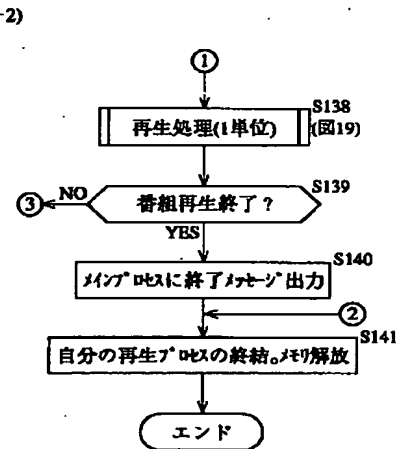 -2)
①
S138
再生処理(1単位)
(図19)
S139
③
NO
番組再生終了?
YES
S140
メインプロセスに終了メッセージ出力
②
S141
自分の再生プロセスの終結。メモリ解放
エンド